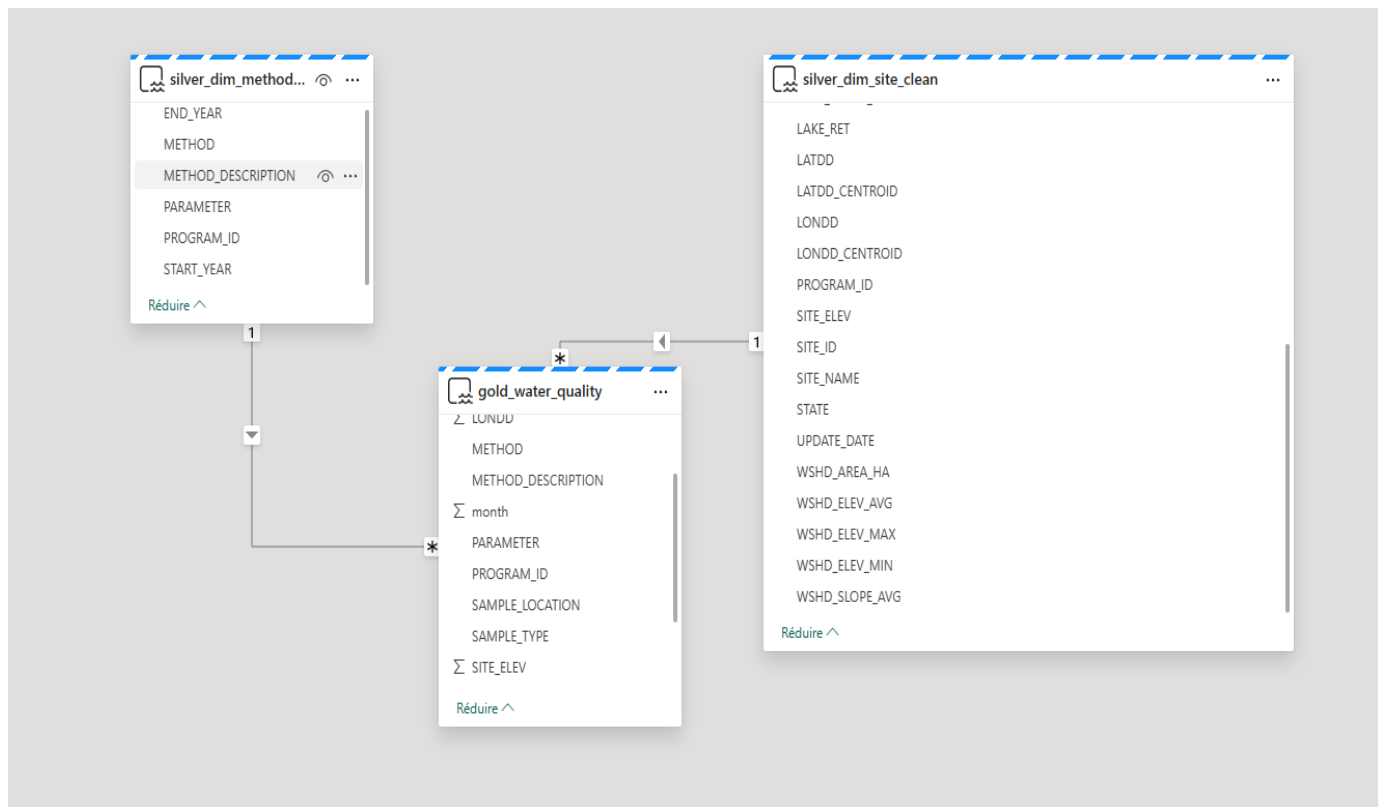 silver_dim_method...
END_YEAR
METHOD
METHOD_DESCRIPTION
PARAMETER
PROGRAM_ID
START_YEAR
Réduire
1
silver_dim_site_clean
LAKE_RET
LATDD
LATDD_CENTROID
LONDD
LONDD_CENTROID
PROGRAM_ID
SITE_ELEV
SITE_ID
SITE_NAME
STATE
UPDATE_DATE
WSHD_AREA_HA
WSHD_ELEV_AVG
WSHD_ELEV_MAX
WSHD_ELEV_MIN
WSHD_SLOPE_AVG
Réduire
1
*
gold_water_quality
Σ LONDD
METHOD
METHOD_DESCRIPTION
Σ month
PARAMETER
PROGRAM_ID
SAMPLE_LOCATION
SAMPLE_TYPE
Σ SITE_ELEV
Réduire
*